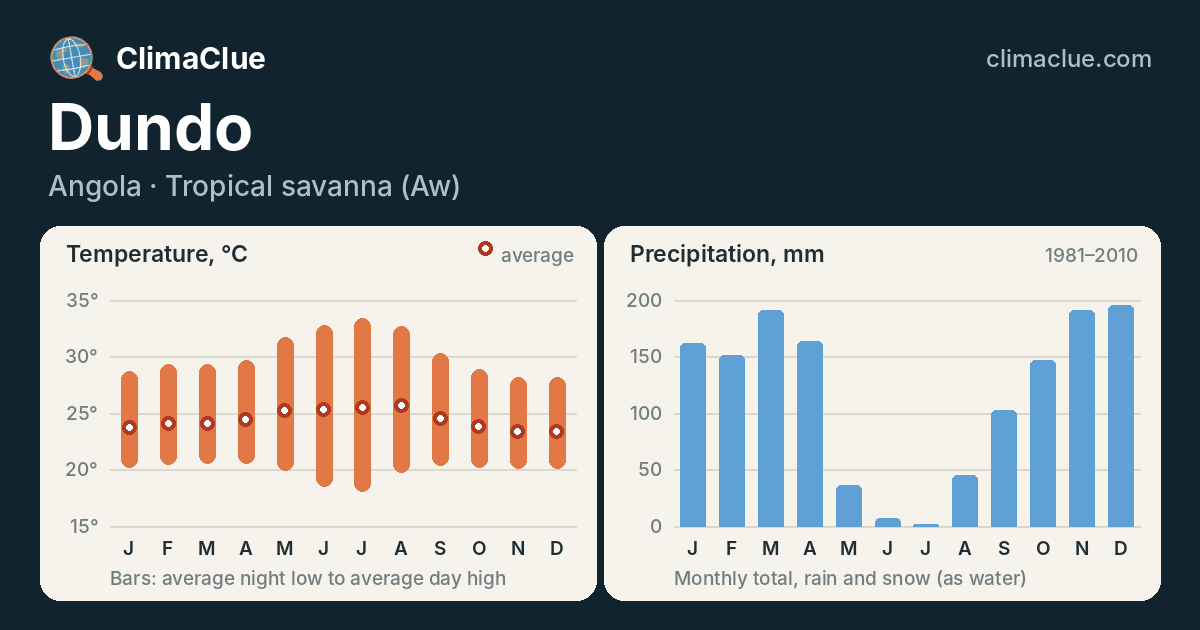 ClimaClue
climaclue.com
Dundo
Angola · Tropical savanna (Aw)
Temperature, °C
average
35°
30°
25°
20°
15°
J F M A M J J A S O N D
Bars: average night low to average day high
Precipitation, mm
1981–2010
200
150
100
50
0
J F M A M J J A S O N D
Monthly total, rain and snow (as water)